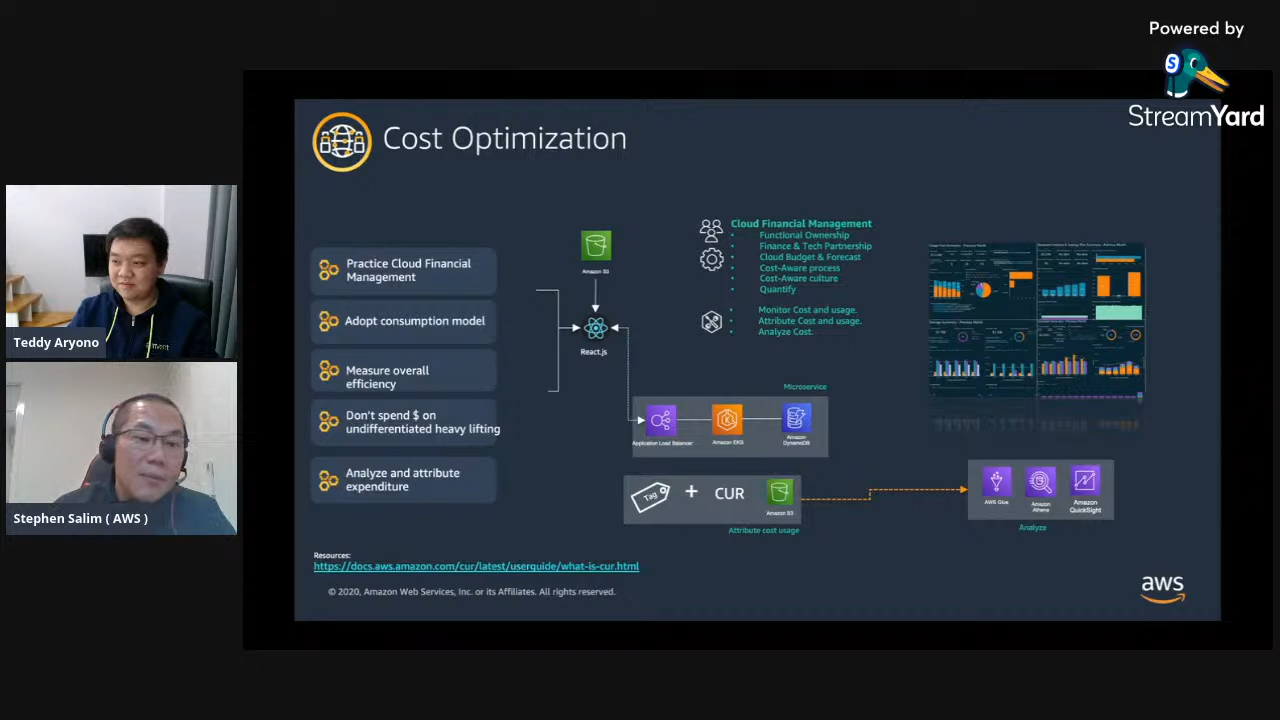 Powered by
StreamYard
Cost Optimization
Practice Cloud Financial
Management
Adopt consumption model
Measure overall
efficiency
Don't spend $ on
undifferentiated heavy lifting
Analyze and attribute
expenditure
Amazon S3
React.js
Cloud Financial Management
• Functional Ownership
• Finance & Tech Partnership
• Cloud Budget & Forecast
• Cost-Aware process
• Cost-Aware culture
• Quantify
• Monitor Cost and usage.
• Attribute Cost and usage.
• Analyze Cost.
Microservice
Application Load Balancer
Amazon EKS
Amazon
DynamoDB
Tag + CUR
Amazon S3
Attribute cost usage
AWS Glue
Amazon
Athena
Amazon
QuickSight
Analyze
Resources:
https://docs.aws.amazon.com/cur/latest/userguide/what-is-cur.html
© 2020, Amazon Web Services, Inc. or its Affiliates. All rights reserved.
aws
Teddy Aryono
Stephen Salim ( AWS )